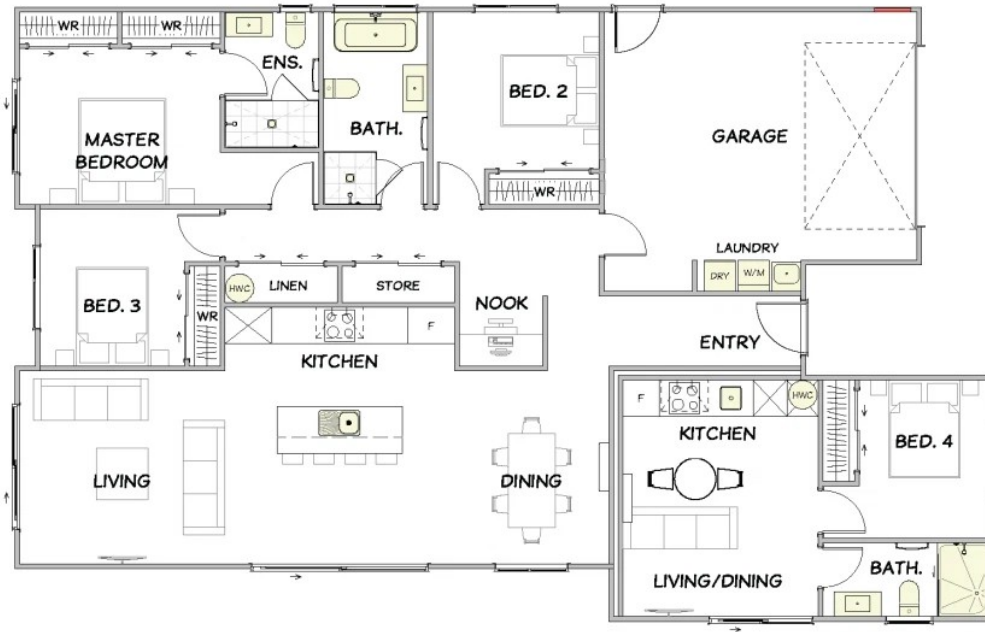 WR
WR
ENS.
MASTER
BEDROOM
BATH.
BED. 2
WR
GARAGE
LAUNDRY
DRY
W/M
BED. 3
WR
HWC
LINEN
STORE
NOOK
F
KITCHEN
ENTRY
LIVING
DINING
F
HWC
KITCHEN
BED. 4
LIVING/DINING
BATH.